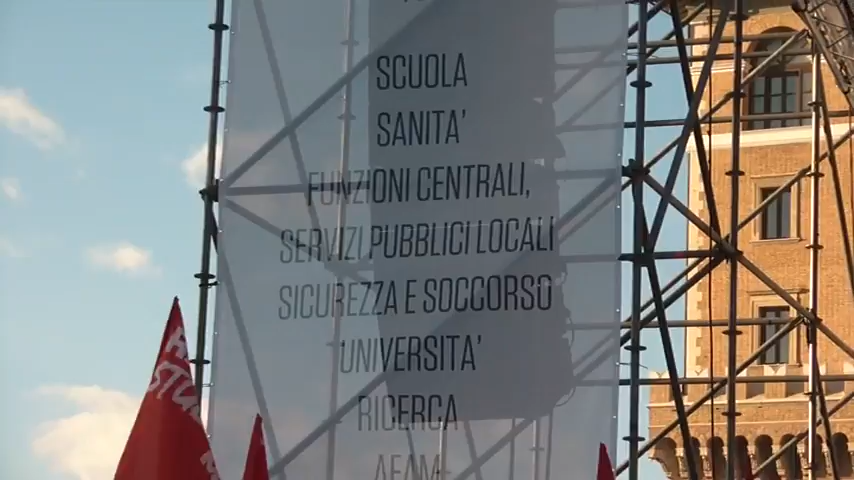 SCUOLA
SANITA'
FUNZIONI CENTRALI,
SERVIZI PUBBLICI LOCALI
SICUREZZA E SOCCORSO
UNIVERSITA'
RICERCA
AFAM